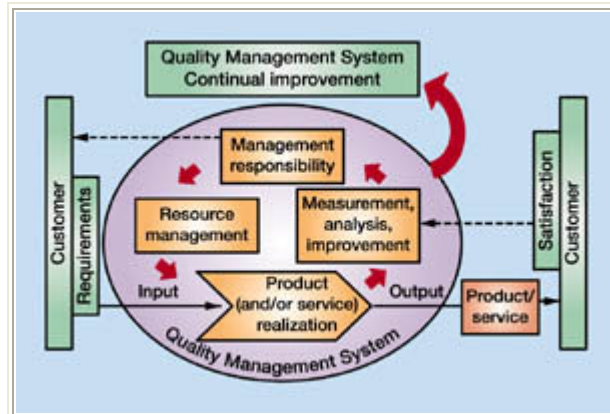 Quality Management System
Continual improvement
Customer
Requirements
Management
responsibility
Resource
management
Measurement,
analysis,
improvement
Satisfaction
Customer
Input
Product
(and/or service)
realization
Output
Product/
service
Quality Management System